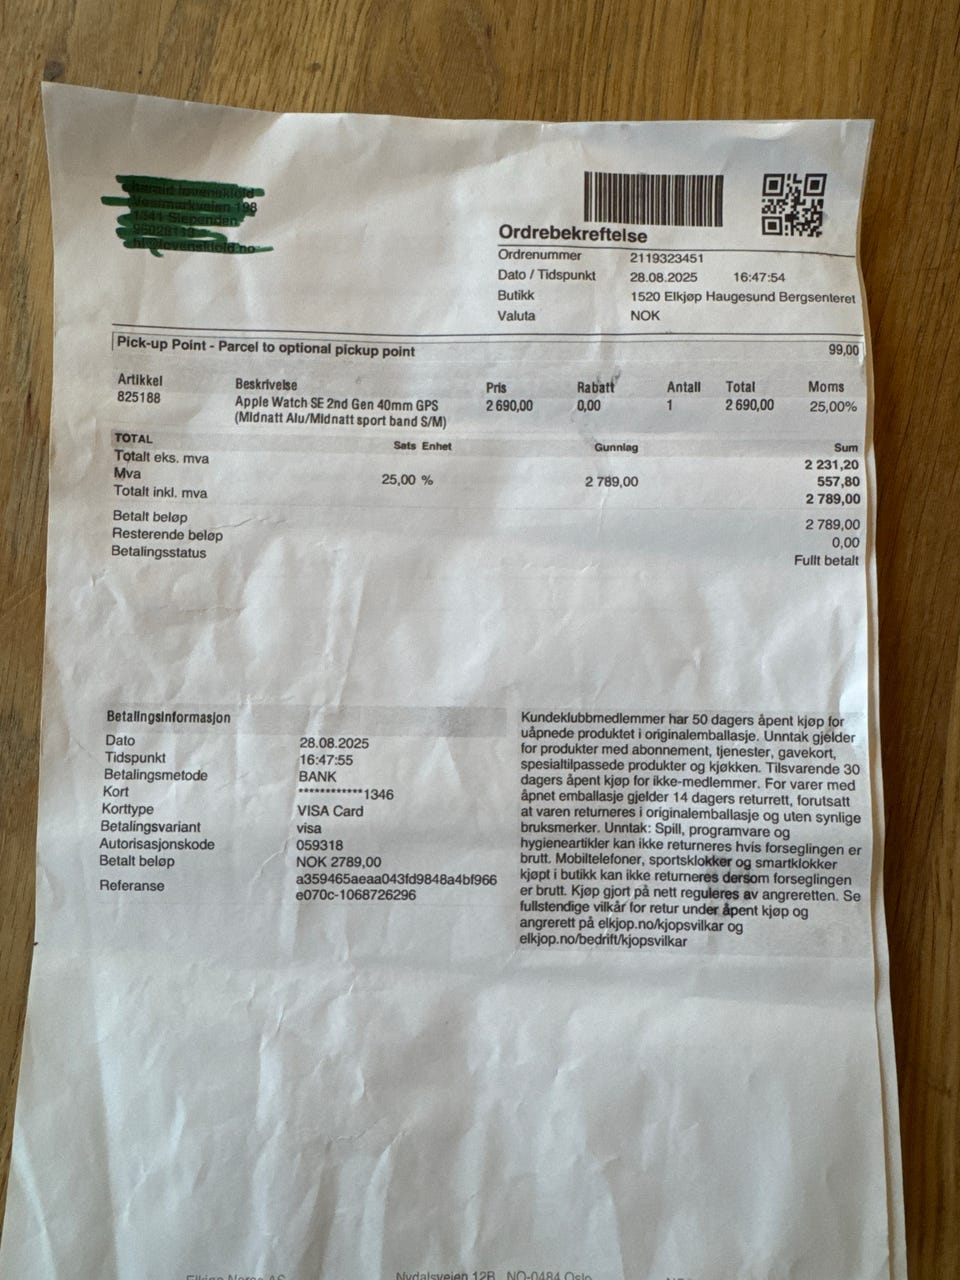 Ordrebekreftelse
Ordrenummer 2119323451
Dato / Tidspunkt 28.08.2025 16:47:54
Butikk 1520 Elkjøp Haugesund Bergsenteret
Valuta NOK
Pick-up Point - Parcel to optional pickup point 99,00
Artikkel Beskrivelse Pris Rabatt Antall Total Moms
825188 Apple Watch SE 2nd Gen 40mm GPS 2 690,00 0,00 1 2 690,00 25,00%
(Midnatt Alu/Midnatt sport band S/M)
TOTAL Sats Enhet Gunnlag Sum
Totalt eks. mva 2 231,20
Mva 25,00 % 2 789,00 557,80
Totalt inkl. mva 2 789,00
Betalt beløp 2 789,00
Resterende beløp 0,00
Betalingsstatus Fullt betalt
Betalingsinformasjon
Dato 28.08.2025
Tidspunkt 16:47:55
Betalingsmetode BANK
Kort ************1346
Korttype VISA Card
Betalingsvariant visa
Autorisasjonskode 059318
Betalt beløp NOK 2789,00
Referanse a359465aeaa043fd9848a4bf966
e070c-1068726296
Kundeklubbmedlemmer har 50 dagers åpent kjøp for
uåpnede produktet i originalemballasje. Unntak gjelder
for produkter med abonnement, tjenester, gavekort,
spesialtilpassede produkter og kjøkken. Tilsvarende 30
dagers åpent kjøp for ikke-medlemmer. For varer med
åpnet emballasje gjelder 14 dagers returrett, forutsatt
at varen returneres i originalemballasje og uten synlige
bruksmerker. Unntak: Spill, programvare og
hygieneartikler kan ikke returneres hvis forseglingen er
brutt. Mobiltelefoner, sportsklokker og smartklokker
kjøpt i butikk kan ikke returneres dersom forseglingen
er brutt. Kjøp gjort på nett reguleres av angreretten. Se
fullstendige vilkår for retur under åpent kjøp og
angrerett på elkjop.no/kjopsvilkar og
elkjop.no/bedrift/kjopsvilkar
Nydalsveien 12B NO-0484 Oslo